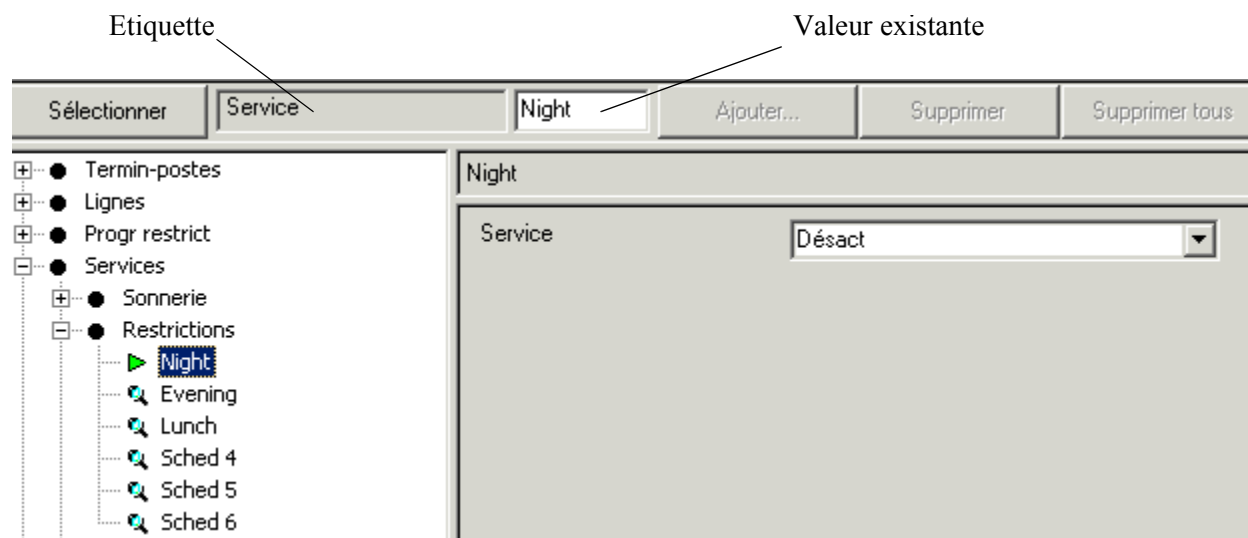 Etiquette Valeur existante
Sélectionner Service Night Ajouter... Supprimer Supprimer tous
Termin-postes
Lignes
Progr restrict
Services
Sonnerie
Restrictions
Night
Evening
Lunch
Sched 4
Sched 5
Sched 6
Night
Service Désact